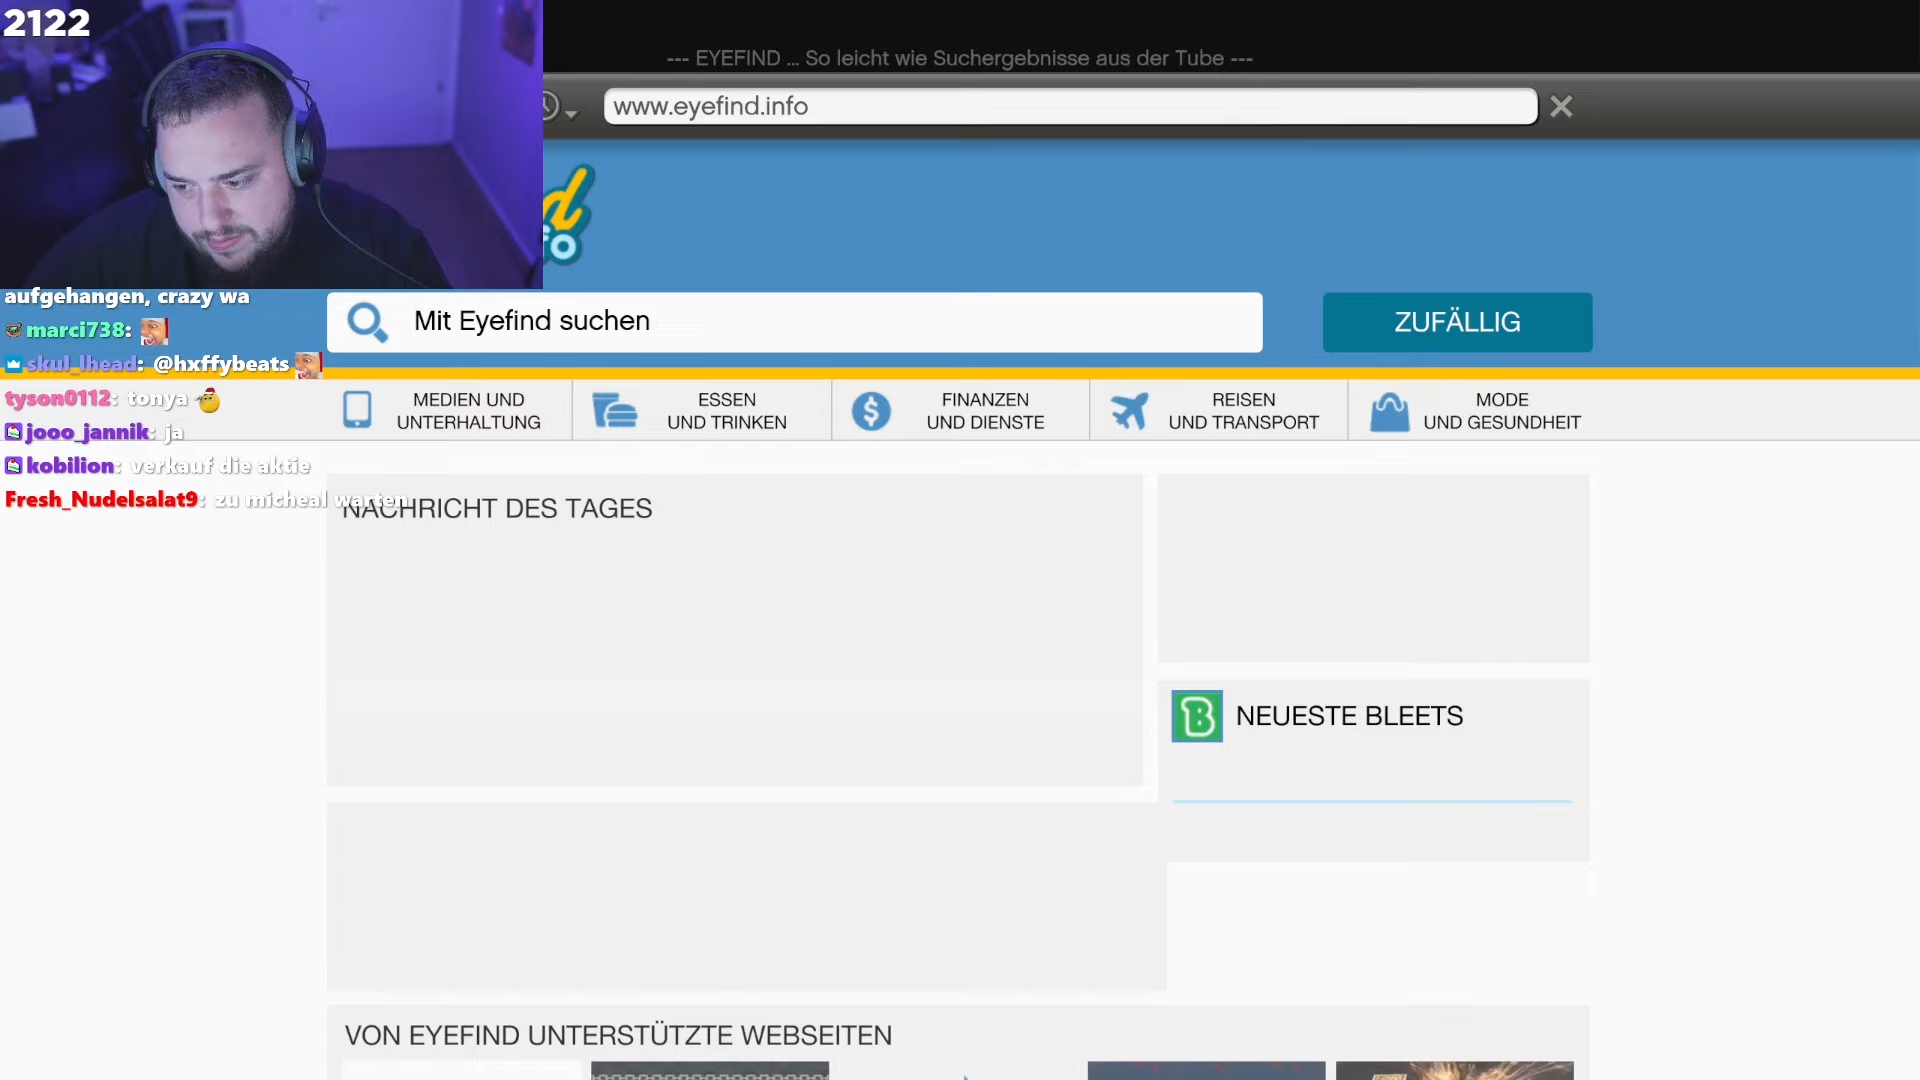 2122
--- EYEFIND ... So leicht wie Suchergebnisse aus der Tube ---
www.eyefind.info
Mit Eyefind suchen
ZUFÄLLIG
MEDIEN UND
UNTERHALTUNG
ESSEN
UND TRINKEN
FINANZEN
UND DIENSTE
REISEN
UND TRANSPORT
MODE
UND GESUNDHEIT
aufgehangen, crazy wa
marci738:
skul_lhead: @hxffybeats
tyson0112: tonya
jooo_jannik: ja
kobilion: verkauf die aktie
Fresh_Nudelsalat9: zu micheal warten
NACHRICHT DES TAGES
B NEUESTE BLEETS
VON EYEFIND UNTERSTÜTZTE WEBSEITEN